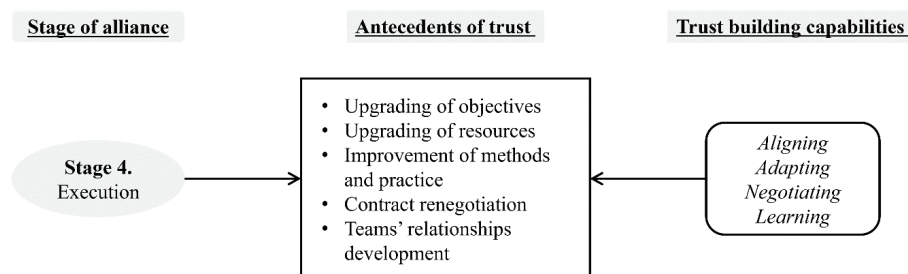 Stage of alliance
Antecedents of trust
Trust building capabilities
Stage 4.
Execution
• Upgrading of objectives
• Upgrading of resources
• Improvement of methods
and practice
• Contract renegotiation
• Teams’ relationships
development
Aligning
Adapting
Negotiating
Learning